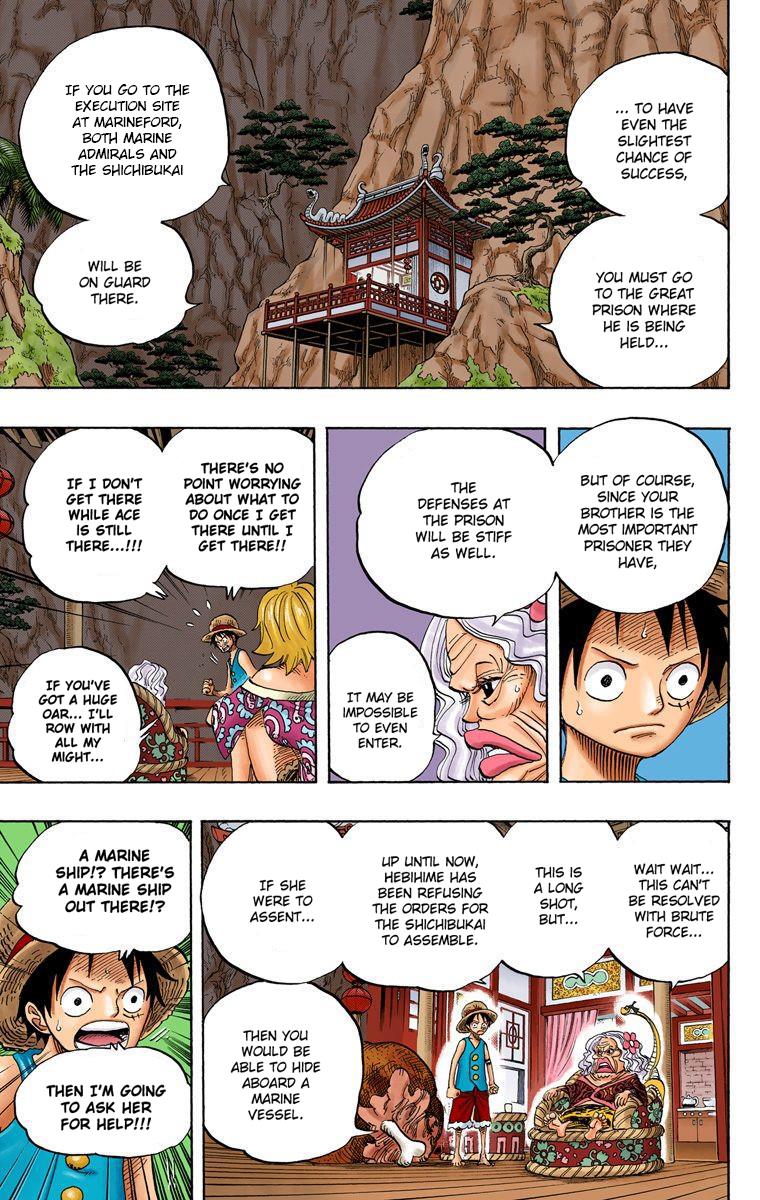 ... TO HAVE
EVEN THE
SLIGHTEST
CHANCE OF
SUCCESS,
YOU MUST GO
TO THE GREAT
PRISON WHERE
HE IS BEING
HELD...
IF YOU GO TO THE
EXECUTION SITE
AT MARINEFORD,
BOTH MARINE
ADMIRALS AND
THE SHICHIBUKAI
WILL BE
ON GUARD
THERE.
BUT OF COURSE,
SINCE YOUR
BROTHER IS THE
MOST IMPORTANT
PRISONER THEY
HAVE,
THE
DEFENSES AT
THE PRISON
WILL BE STIFF
AS WELL.
IT MAY BE
IMPOSSIBLE
TO EVEN
ENTER.
THERE'S NO
POINT WORRYING
ABOUT WHAT TO
DO ONCE I GET
THERE UNTIL I
GET THERE!!
IF I DON'T
GET THERE
WHILE ACE
IS STILL
THERE...!!!
IF YOU'VE
GOT A HUGE
OAR... I'LL
ROW WITH
ALL MY
MIGHT...
WAIT WAIT...
THIS CAN'T
BE RESOLVED
WITH BRUTE
FORCE...
THIS IS
A LONG
SHOT,
BUT...
UP UNTIL NOW,
HEBIHIME HAS
BEEN REFUSING
THE ORDERS FOR
THE SHICHIBUKAI
TO ASSEMBLE.
IF SHE
WERE TO
ASSENT...
THEN YOU
WOULD BE
ABLE TO HIDE
ABOARD A
MARINE
VESSEL.
A MARINE
SHIP!? THERE'S
A MARINE SHIP
OUT THERE!?
THEN I'M GOING
TO ASK HER
FOR HELP!!!